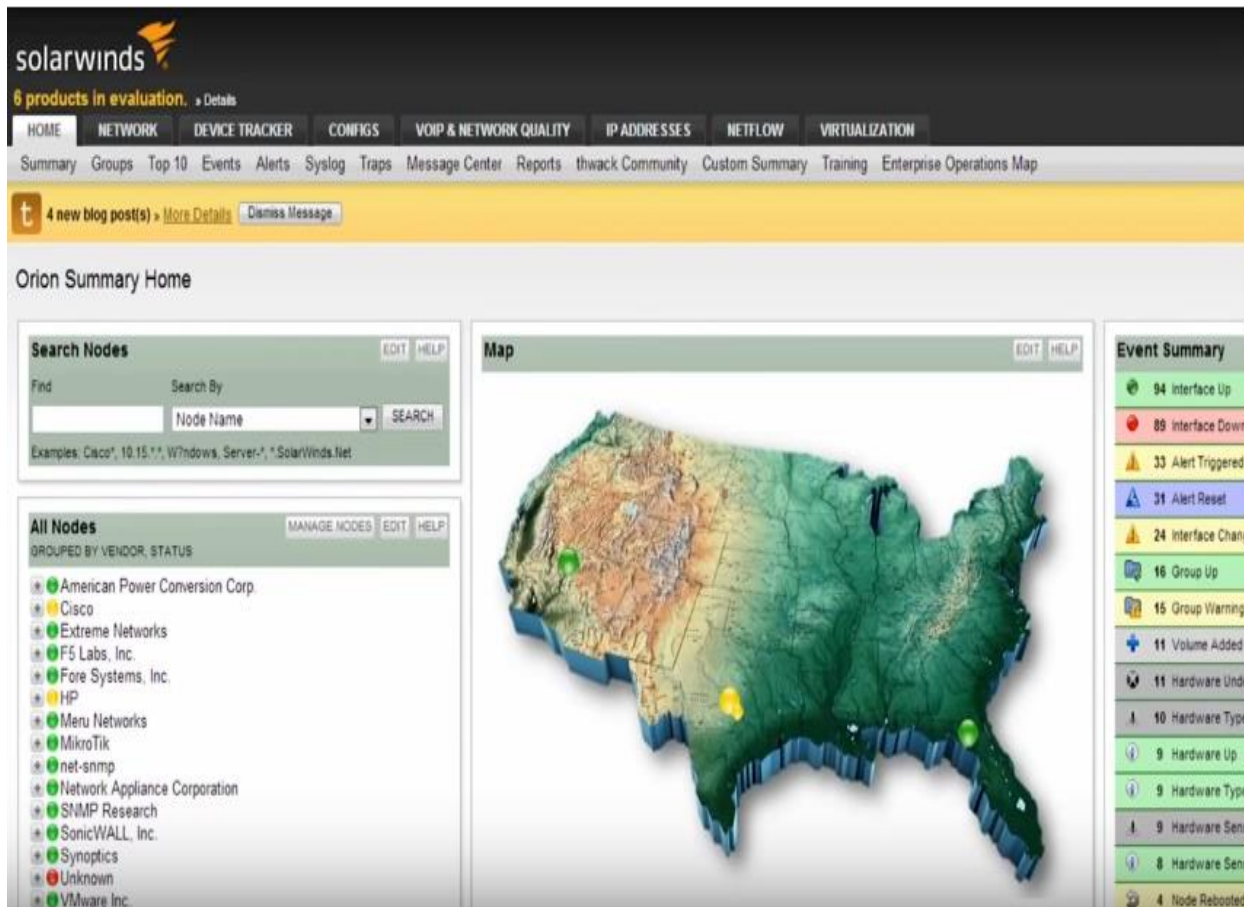 solarwinds
6 products in evaluation. » Details
HOME NETWORK DEVICE TRACKER CONFIGS VOIP & NETWORK QUALITY IP ADDRESSES NETFLOW VIRTUALIZATION
Summary Groups Top 10 Events Alerts Syslog Traps Message Center Reports thwack Community Custom Summary Training Enterprise Operations Map
t 4 new blog post(s) » More Details Dismiss Message
Orion Summary Home
Search Nodes EDIT HELP
Find Search By
Node Name SEARCH
Examples: Cisco*, 10.15.*.*, W?ndows, Server-*, *.SolarWinds.Net
All Nodes MANAGE NODES EDIT HELP
GROUPED BY VENDOR, STATUS
American Power Conversion Corp.
Cisco
Extreme Networks
F5 Labs, Inc.
Fore Systems, Inc.
HP
Meru Networks
MikroTik
net-snmp
Network Appliance Corporation
SNMP Research
SonicWALL, Inc.
Synoptics
Unknown
VMware Inc.
Map EDIT HELP
Event Summary
94 Interface Up
89 Interface Down
33 Alert Triggered
31 Alert Reset
24 Interface Chan
16 Group Up
15 Group Warning
11 Volume Added
11 Hardware Und
10 Hardware Type
9 Hardware Up
9 Hardware Type
9 Hardware Sen
8 Hardware Sen
4 Node Rebooted